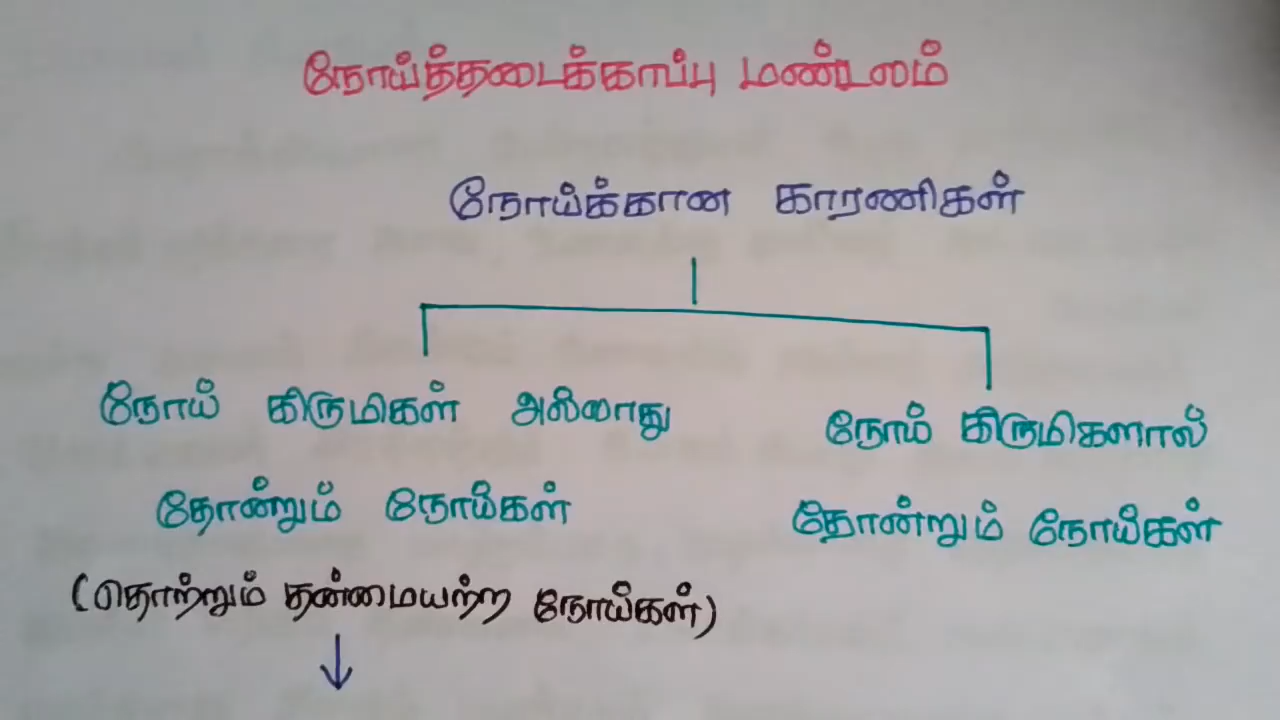 நோய்த்தடைக்காப்பு மண்டலம்
நோய்க்கான காரணிகள்
நோய் கிருமிகள் அல்லாது
தோன்றும் நோய்கள்
(தொற்றும் தன்மையற்ற நோய்கள்)
நோய் கிருமிகளால்
தோன்றும் நோய்கள்